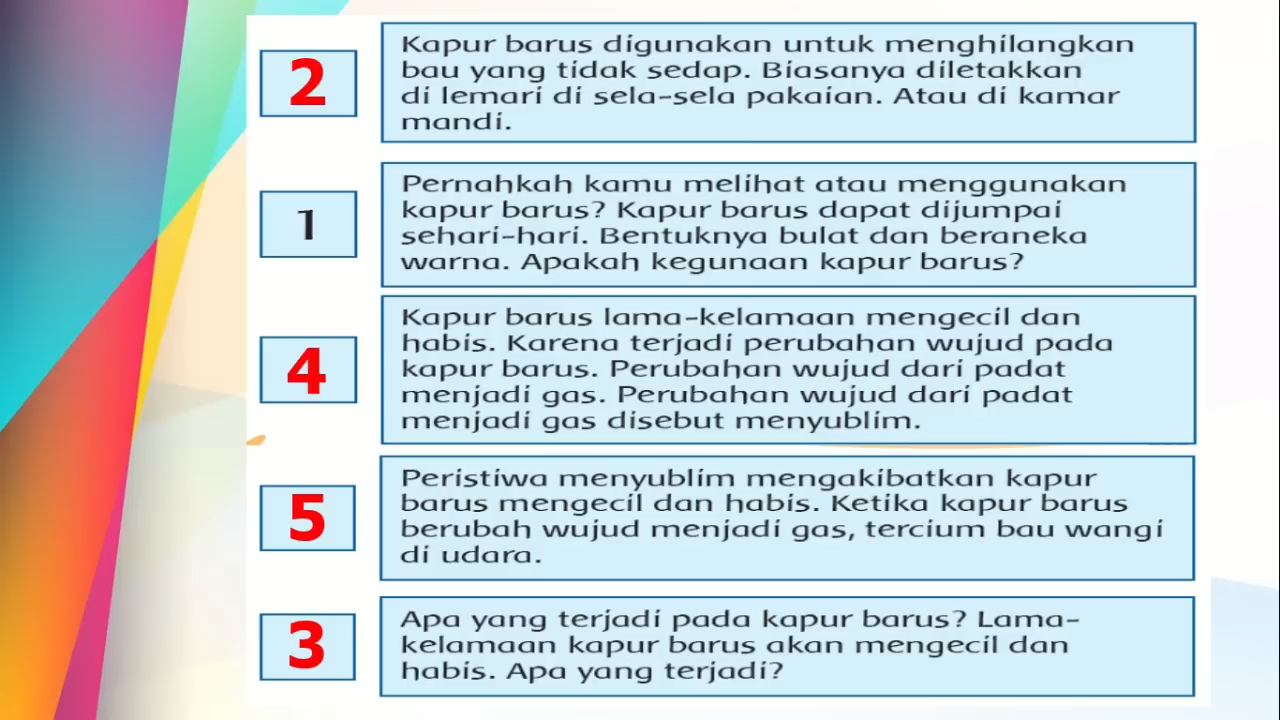 2
Kapur barus digunakan untuk menghilangkan
bau yang tidak sedap. Biasanya diletakkan
di lemari di sela-sela pakaian. Atau di kamar
mandi.
1
Pernahkah kamu melihat atau menggunakan
kapur barus? Kapur barus dapat dijumpai
sehari-hari. Bentuknya bulat dan beraneka
warna. Apakah kegunaan kapur barus?
4
Kapur barus lama-kelamaan mengecil dan
habis. Karena terjadi perubahan wujud pada
kapur barus. Perubahan wujud dari padat
menjadi gas. Perubahan wujud dari padat
menjadi gas disebut menyublim.
5
Peristiwa menyublim mengakibatkan kapur
barus mengecil dan habis. Ketika kapur barus
berubah wujud menjadi gas, tercium bau wangi
di udara.
3
Apa yang terjadi pada kapur barus? Lama-
kelamaan kapur barus akan mengecil dan
habis. Apa yang terjadi?